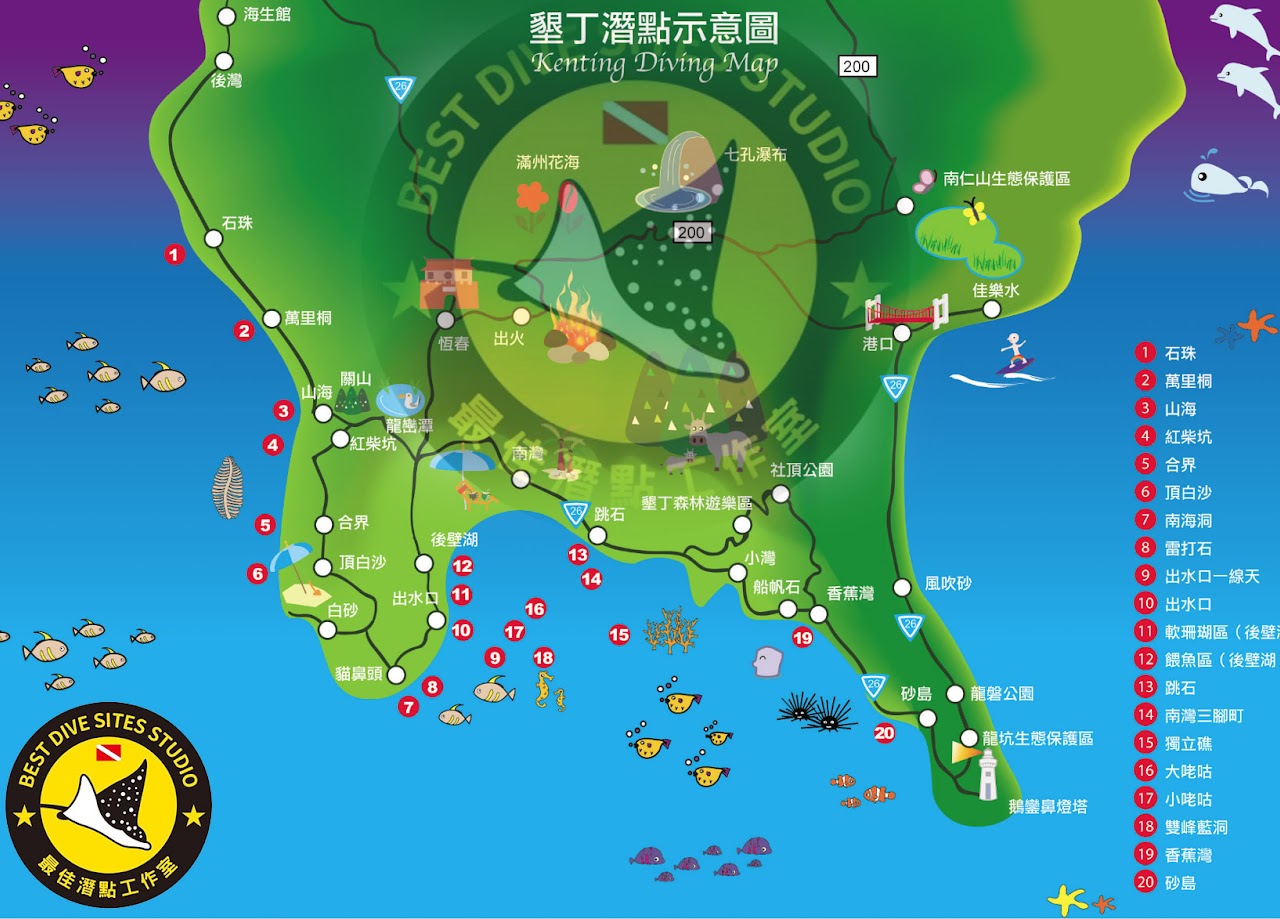 墾丁潛點示意圖
Kenting Diving Map
海生館
後灣
26
200
BEST DIVE SITES STUDIO
滿州花海
七孔瀑布
南仁山生態保護區
200
石珠
1
佳樂水
萬里桐
2
恆春
出火
港口
26
關山
山海
3
龍巒潭
4
紅柴坑
最佳潛點工作室
南灣
社頂公園
墾丁森林遊樂區
26
跳石
5
合界
後壁湖
13
小灣
6
頂白沙
12
14
船帆石
香蕉灣
風吹砂
出水口
11
白砂
16
26
10
17
15
19
9
18
貓鼻頭
8
26
砂島
龍磐公園
7
20
龍坑生態保護區
鵝鑾鼻燈塔
1 石珠
2 萬里桐
3 山海
4 紅柴坑
5 合界
6 頂白沙
7 南海洞
8 雷打石
9 出水口一線天
10 出水口
11 軟珊瑚區（後壁
12 餵魚區（後壁湖
13 跳石
14 南灣三腳町
15 獨立礁
16 大咾咕
17 小咾咕
18 雙峰藍洞
19 香蕉灣
20 砂島
BEST DIVE SITES STUDIO
最佳潛點工作室